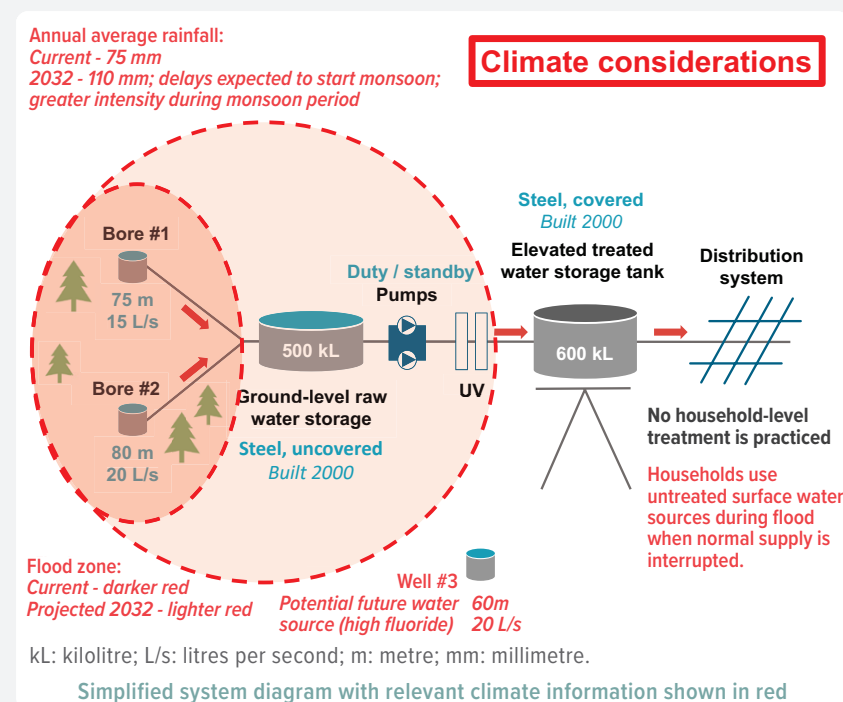 Annual average rainfall:
Current - 75 mm
2032 - 110 mm; delays expected to start monsoon;
greater intensity during monsoon period
Climate considerations
Bore #1
75 m
15 L/s
Bore #2
80 m
20 L/s
500 kL
Ground-level raw
water storage
Steel, uncovered
Built 2000
Duty / standby
Pumps
UV
Steel, covered
Built 2000
Elevated treated
water storage tank
600 kL
Distribution
system
No household-level
treatment is practiced
Households use
untreated surface water
sources during flood
when normal supply is
interrupted.
Flood zone:
Current - darker red
Projected 2032 - lighter red
Well #3
Potential future water
source (high fluoride)
60m
20 L/s
kL: kilolitre; L/s: litres per second; m: metre; mm: millimetre.
Simplified system diagram with relevant climate information shown in red